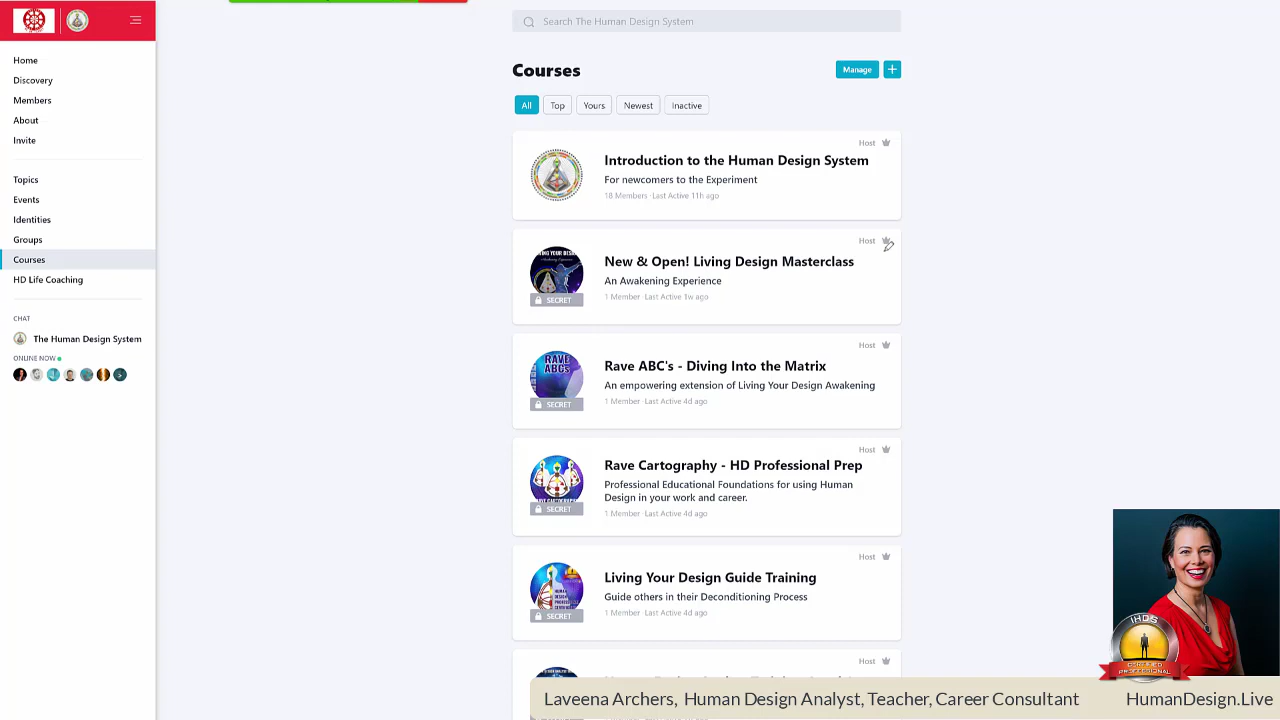 Search The Human Design System
Home
Discovery
Members
About
Invite
Topics
Events
Identities
Groups
Courses
HD Life Coaching
CHAT
The Human Design System
ONLINE NOW
Courses
Manage
All
Top
Yours
Newest
Inactive
Host
Introduction to the Human Design System
For newcomers to the Experiment
18 Members · Last Active 11h ago
Host
New & Open! Living Design Masterclass
An Awakening Experience
SECRET
1 Member · Last Active 1w ago
Host
RAVE
ABCs
Rave ABC's - Diving Into the Matrix
An empowering extension of Living Your Design Awakening
1 Member · Last Active 4d ago
SECRET
Host
Rave Cartography - HD Professional Prep
Professional Educational Foundations for using Human
Design in your work and career.
SECRET
1 Member · Last Active 4d ago
Host
Living Your Design Guide Training
Guide others in their Deconditioning Process
1 Member · Last Active 4d ago
SECRET
Host
IHDS
CERTIFIED
PROFESSIONAL
Laveena Archers, Human Design Analyst, Teacher, Career Consultant
HumanDesign.Live